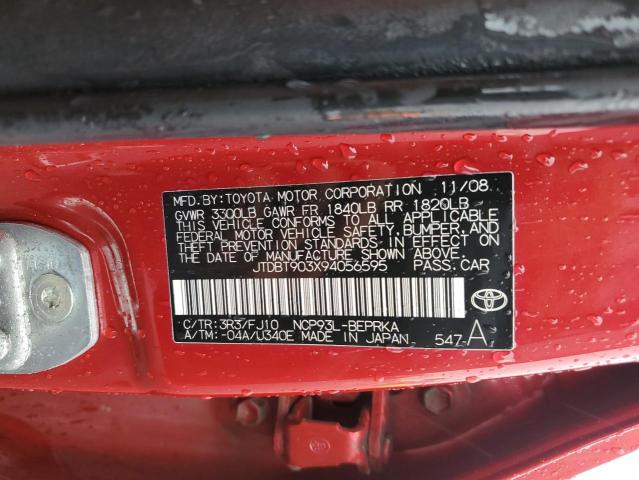 MFD. BY: TOYOTA MOTOR CORPORATION 11/08
GVWR 3300LB GAWR FR 1840LB RR 1820LB
THIS VEHICLE CONFORMS TO ALL APPLICABLE
FEDERAL MOTOR VEHICLE SAFETY, BUMPER, AND
THEFT PREVENTION STANDARDS IN EFFECT ON
THE DATE OF MANUFACTURE SHOWN ABOVE.
JTDBT903X94056595 PASS. CAR
TOYOTA
C/TR: 3R3/FJ10 NCP93L-BEPRKA
A/TM: -04A/U340E MADE IN JAPAN 547-A